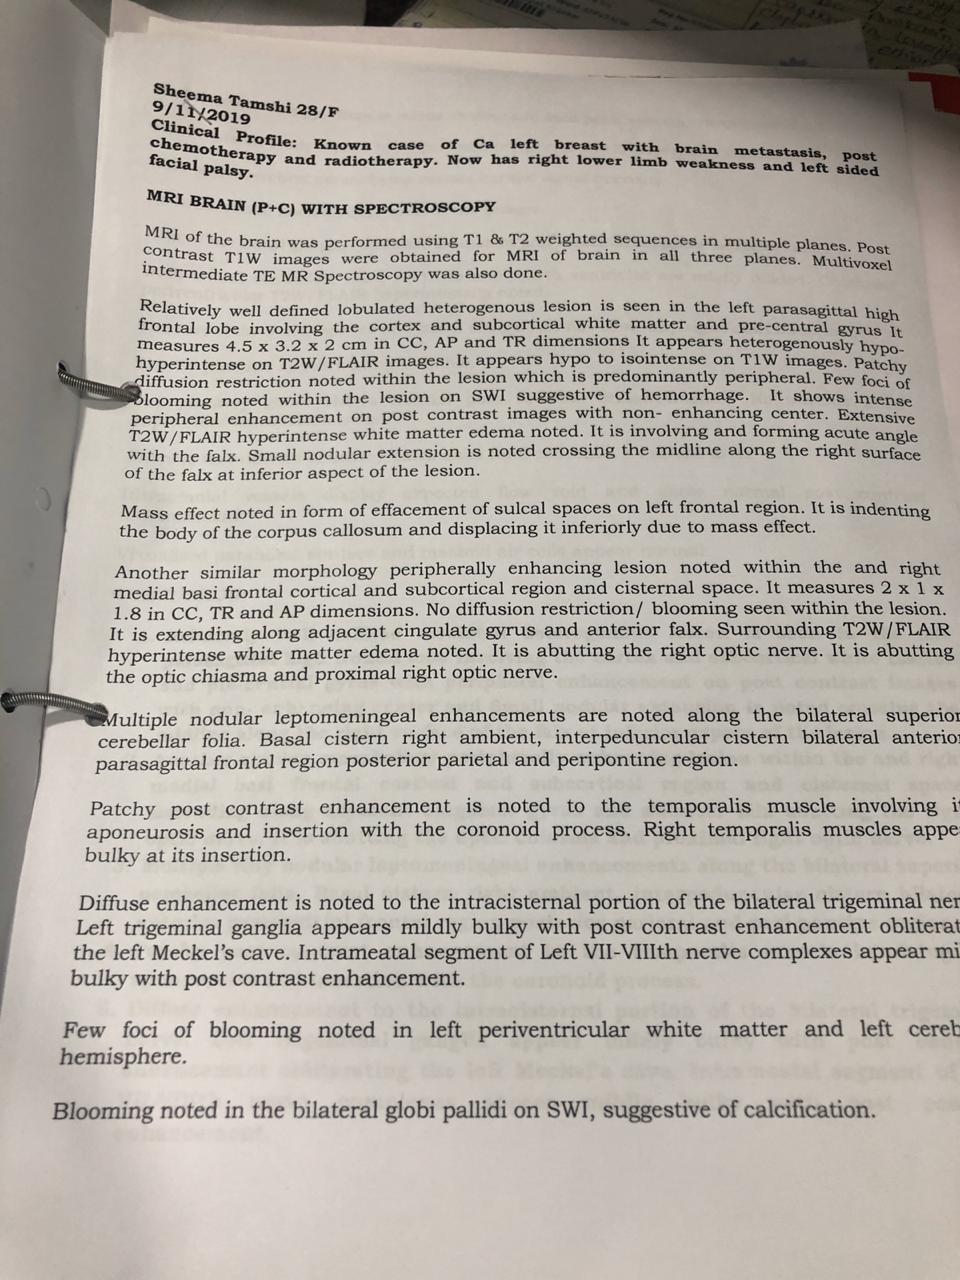 Sheema Tamshi 28/F
9/11/2019
Clinical Profile: Known case of Ca left breast with brain metastasis, post
chemotherapy and radiotherapy. Now has right lower limb weakness and left sided
facial palsy.
MRI BRAIN (P+C) WITH SPECTROSCOPY
MRI of the brain was performed using T1 & T2 weighted sequences in multiple planes. Post
contrast T1W images were obtained for MRI of brain in all three planes. Multivoxel
intermediate TE MR Spectroscopy was also done.
Relatively well defined lobulated heterogenous lesion is seen in the left parasagittal high
frontal lobe involving the cortex and subcortical white matter and pre-central gyrus It
measures 4.5 x 3.2 x 2 cm in CC, AP and TR dimensions It appears heterogenously hypo-
hyperintense on T2W/FLAIR images. It appears hypo to isointense on T1W images. Patchy
diffusion restriction noted within the lesion which is predominantly peripheral. Few foci of
blooming noted within the lesion on SWI suggestive of hemorrhage. It shows intense
peripheral enhancement on post contrast images with non- enhancing center. Extensive
T2W/FLAIR hyperintense white matter edema noted. It is involving and forming acute angle
with the falx. Small nodular extension is noted crossing the midline along the right surface
of the falx at inferior aspect of the lesion.
Mass effect noted in form of effacement of sulcal spaces on left frontal region. It is indenting
the body of the corpus callosum and displacing it inferiorly due to mass effect.
Another similar morphology peripherally enhancing lesion noted within the and right
medial basi frontal cortical and subcortical region and cisternal space. It measures 2 x 1 x
1.8 in CC, TR and AP dimensions. No diffusion restriction/ blooming seen within the lesion.
It is extending along adjacent cingulate gyrus and anterior falx. Surrounding T2W/FLAIR
hyperintense white matter edema noted. It is abutting the right optic nerve. It is abutting
the optic chiasma and proximal right optic nerve.
Multiple nodular leptomeningeal enhancements are noted along the bilateral superior
cerebellar folia. Basal cistern right ambient, interpeduncular cistern bilateral anterior
parasagittal frontal region posterior parietal and peripontine region.
Patchy post contrast enhancement is noted to the temporalis muscle involving
aponeurosis and insertion with the coronoid process. Right temporalis muscles appe
bulky at its insertion.
Diffuse enhancement is noted to the intracisternal portion of the bilateral trigeminal ner
Left trigeminal ganglia appears mildly bulky with post contrast enhancement obliterat
the left Meckel's cave. Intrameatal segment of Left VII-VIIIth nerve complexes appear mi
bulky with post contrast enhancement.
Few foci of blooming noted in left periventricular white matter and left cereb
hemisphere.
Blooming noted in the bilateral globi pallidi on SWI, suggestive of calcification.